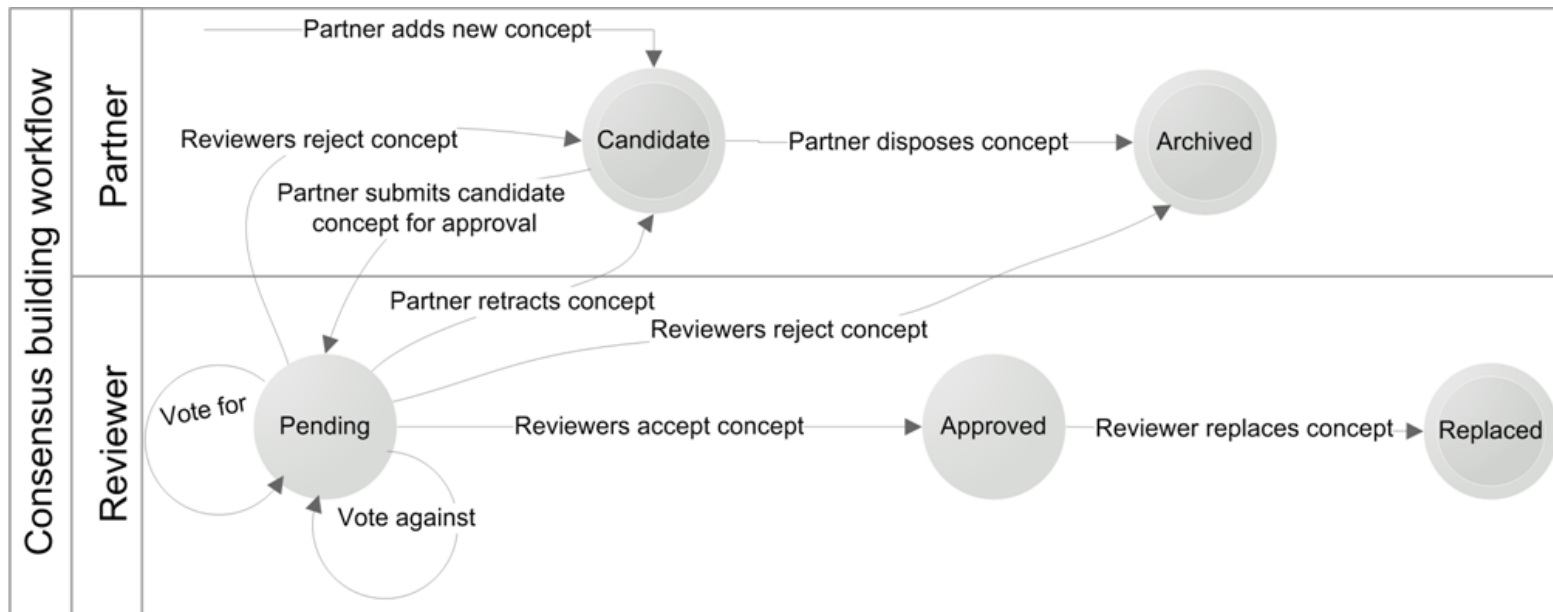 Consensus building workflow
Partner
Partner adds new concept
Reviewers reject concept
Candidate
Partner disposes concept
Archived
Partner submits candidate
concept for approval
Reviewer
Partner retracts concept
Reviewers reject concept
Vote for
Pending
Reviewers accept concept
Approved
Reviewer replaces concept
Replaced
Vote against